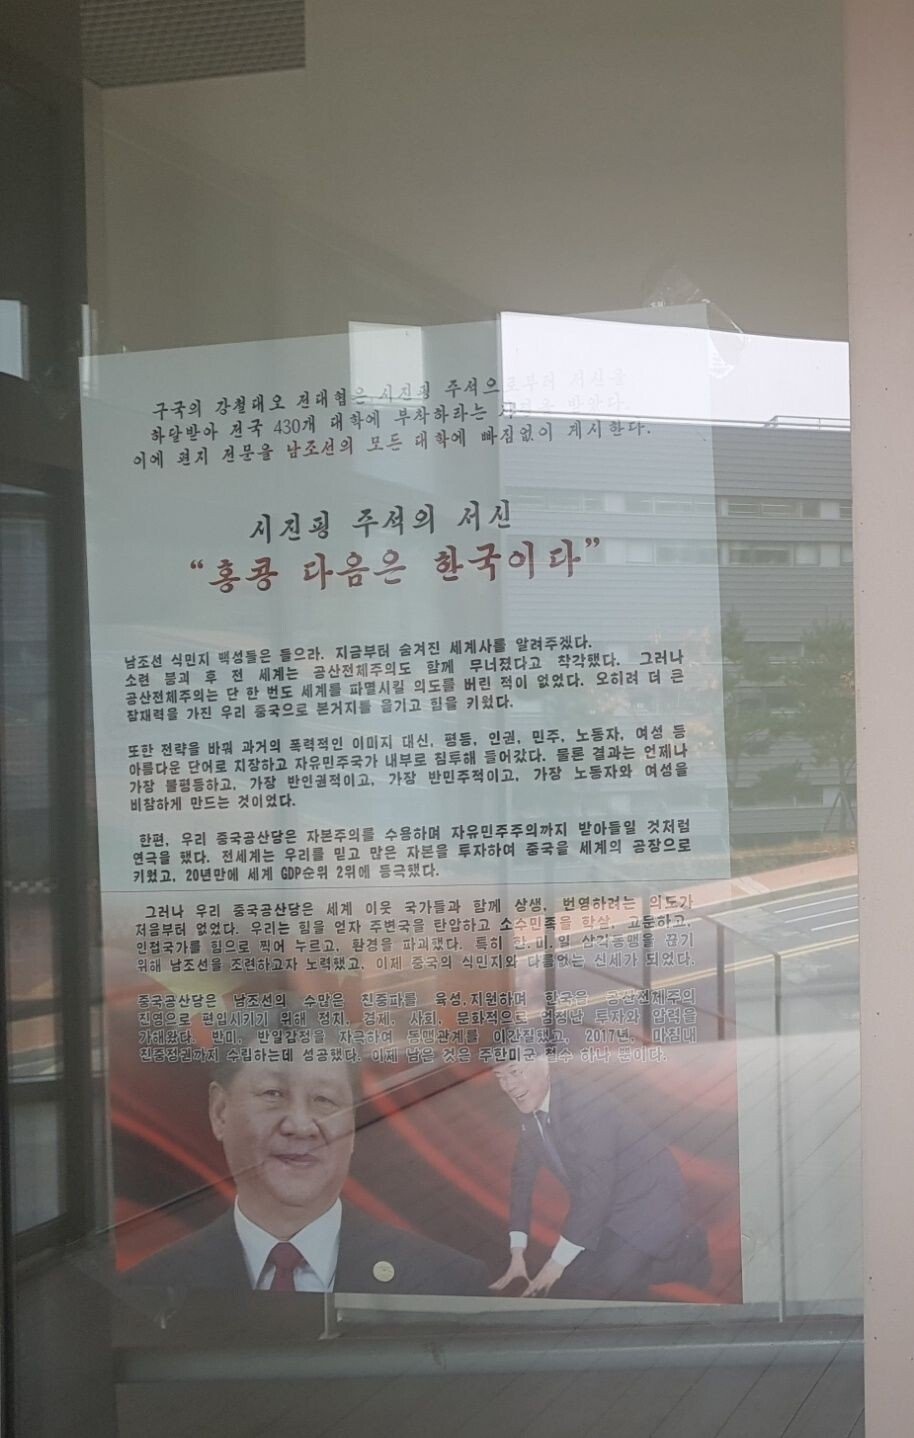 구국의 강철대오 전대협은 시진핑 주석으로부터 서신을
하달받아 전국 430개 대학에 부착하라는 지령을 받았다.
이에 편지 전문을 남조선의 모든 대학에 빠짐없이 게시한다.
시진핑 주석의 서신
“홍콩 다음은 한국이다”
남조선 식민지 백성들은 들으라. 지금부터 숨겨진 세계사를 알려주겠다.
소련 붕괴 후 전 세계는 공산전체주의도 함께 무너졌다고 착각했다. 그러나
공산전체주의는 단 한 번도 세계를 파멸시킬 의도를 버린 적이 없었다. 오히려 더 큰
잠재력을 가진 우리 중국으로 본거지를 옮기고 힘을 키웠다.
또한 전략을 바꿔 과거의 폭력적인 이미지 대신, 평등, 인권, 민주, 노동자, 여성 등
아름다운 단어로 치장하고 자유민주국가 내부로 침투해 들어갔다. 물론 결과는 언제나
가장 불평등하고, 가장 반인권적이고, 가장 반민주적이고, 가장 노동자와 여성을
비참하게 만드는 것이었다.
한편, 우리 중국공산당은 자본주의를 수용하며 자유민주주의까지 받아들일 것처럼
연극을 했다. 전세계는 우리를 믿고 많은 자본을 투자하여 중국을 세계의 공장으로
키웠고, 20년만에 세계 GDP순위 2위에 등극했다.
그러나 우리 중국공산당은 세계 이웃 국가들과 함께 상생, 번영하려는 의도가
처음부터 없었다. 우리는 힘을 얻자 주변국을 탄압하고 소수민족을 학살, 고문하고,
인접국가를 힘으로 찍어 누르고, 환경을 파괴했다. 특히 한.미.일 삼각동맹을 끊기
위해 남조선을 조련하고자 노력했고, 이제 중국의 식민지와 다름없는 신세가 되었다.
중국공산당은 남조선의 수많은 친중파를 육성.지원하며 한국을 공산전체주의
진영으로 편입시키기 위해 정치, 경제, 사회, 문화적으로 엄청난 투자와 압력을
가해왔다. 반미, 반일감정을 자극하여 동맹관계를 이간질했고, 2017년, 마침내
친중정권까지 수립하는데 성공했다. 이제 남은 것은 주한미군 철수 하나 뿐이다.